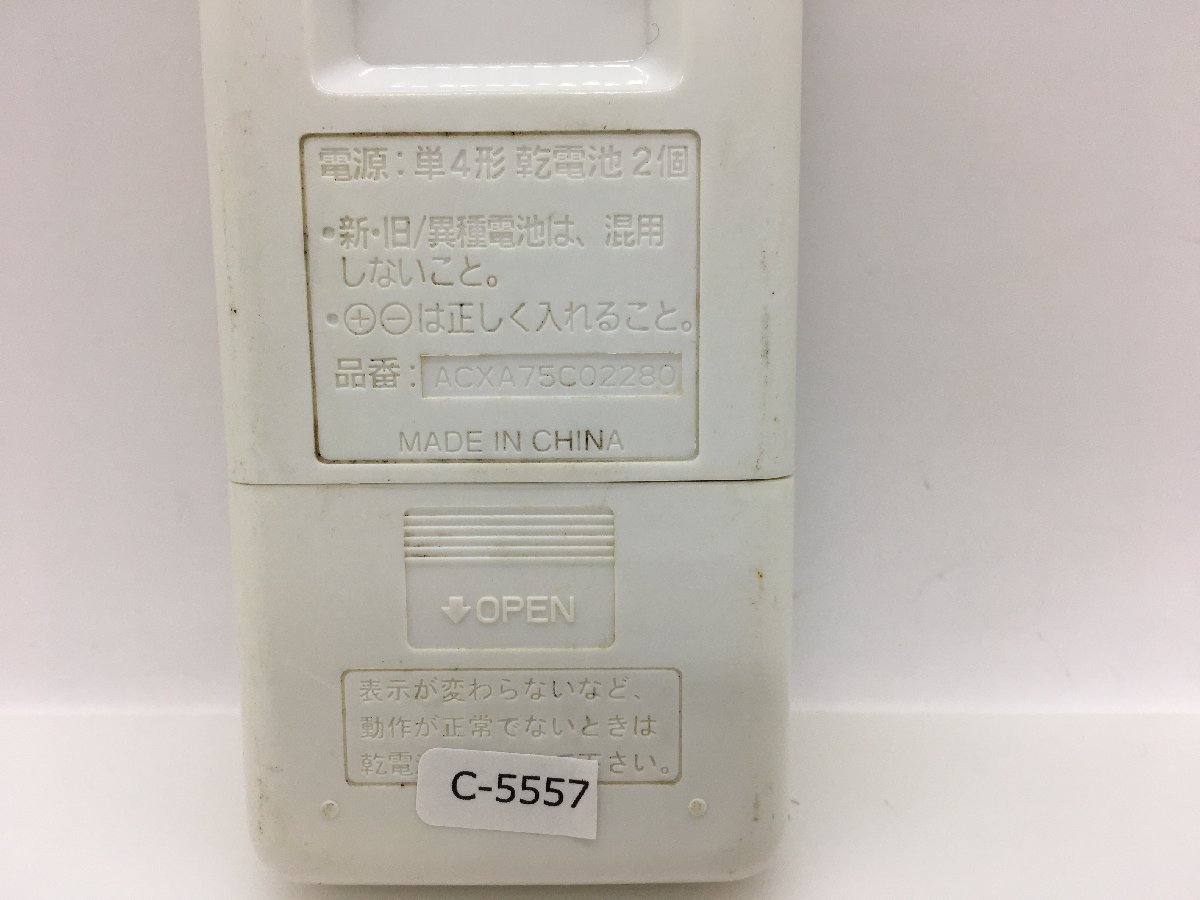 電源：単4形 乾電池 2個
・新・旧/異種電池は、混用
しないこと。
・⊕⊖は正しく入れること。
品番：ACXA75C02280
MADE IN CHINA
OPEN
表示が変わらないなど、
動作が正常でないときは
乾電 さい。
C-5557